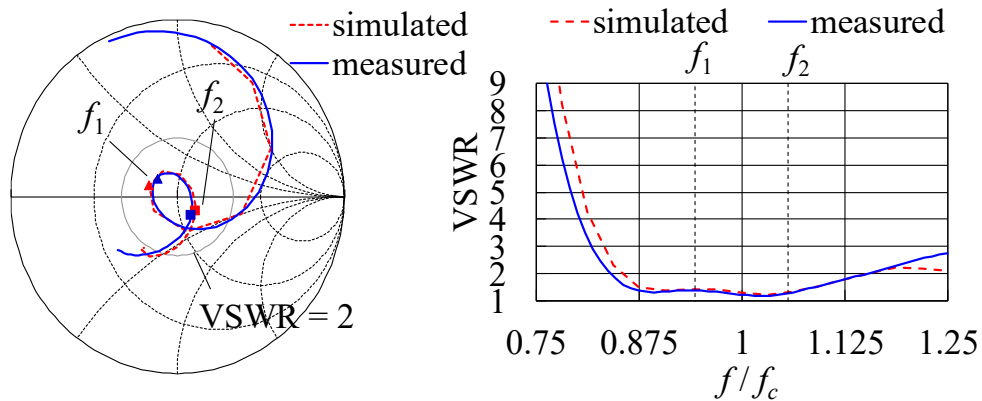 simulated
measured
f1
f2
VSWR = 2
simulated
measured
f1
f2
VSWR
9
8
7
6
5
4
3
2
1
0.75 0.875 1 1.125 1.25
f / fc